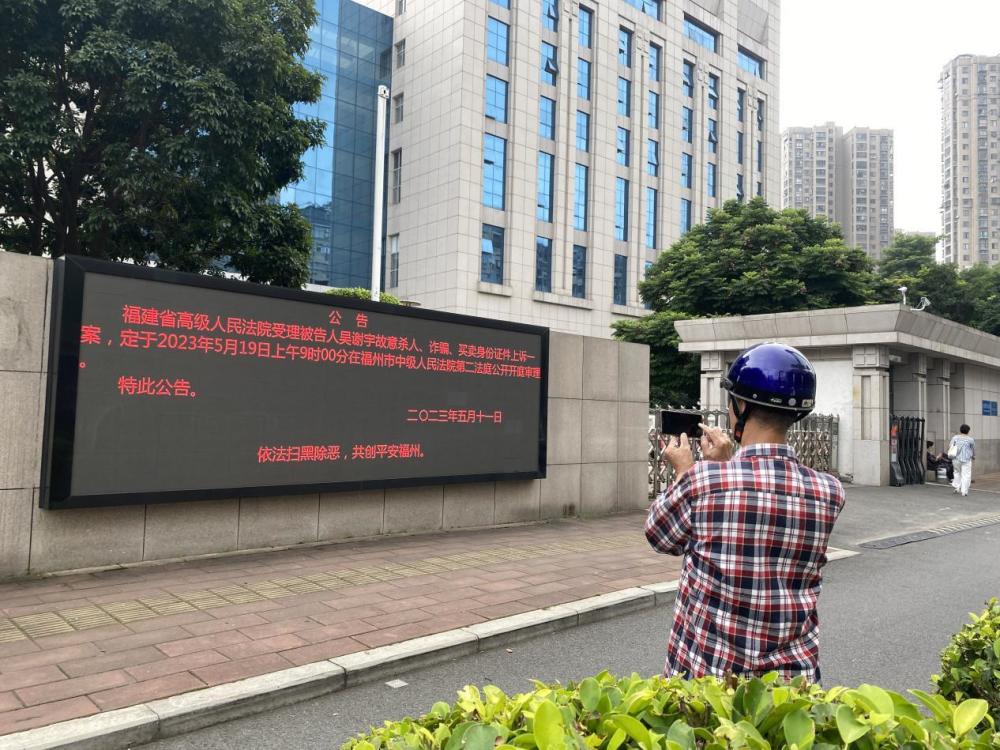 公告
福建省高级人民法院受理被告人吴谢宇故意杀人、诈骗、买卖身份证件上诉一
案，定于2023年5月19日上午9时00分在福州市中级人民法院第二法庭公开开庭审理
。
特此公告。
二〇二三年五月十一日
依法扫黑除恶，共创平安福州。